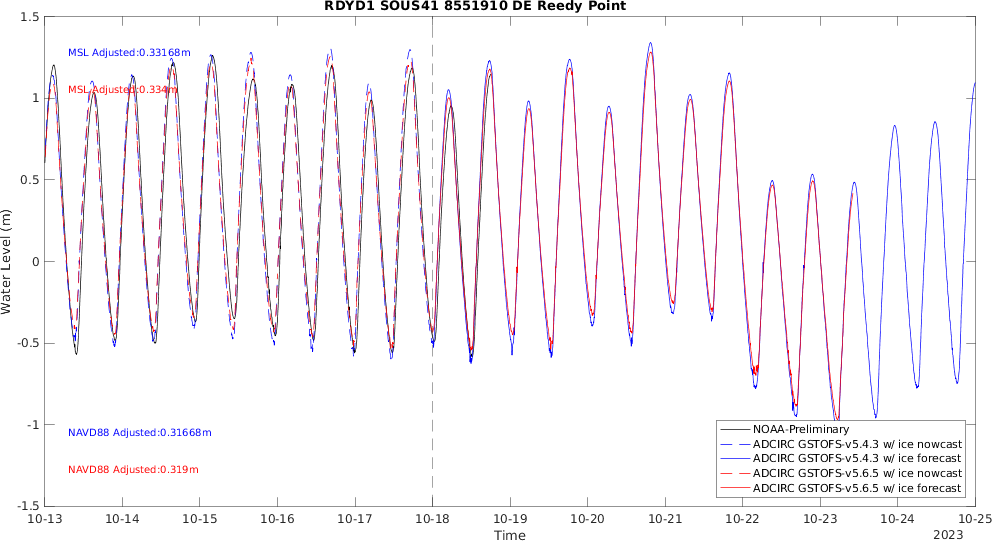 RDYD1 SOUS41 8551910 DE Reedy Point
1.5
MSL Adjusted:0.33168m
MSL Adjusted:0.334m
1
0.5
Water Level (m)
0
-0.5
-1
NAVD88 Adjusted:0.31668m
NAVD88 Adjusted:0.319m
-1.5
NOAA-Preliminary
ADCIRC GSTOFS-v5.4.3 w/ ice nowcast
ADCIRC GSTOFS-v5.4.3 w/ ice forecast
ADCIRC GSTOFS-v5.6.5 w/ ice nowcast
ADCIRC GSTOFS-v5.6.5 w/ ice forecast
10-13 10-14 10-15 10-16 10-17 10-18 10-19 10-20 10-21 10-22 10-23 10-24 10-25
Time
2023